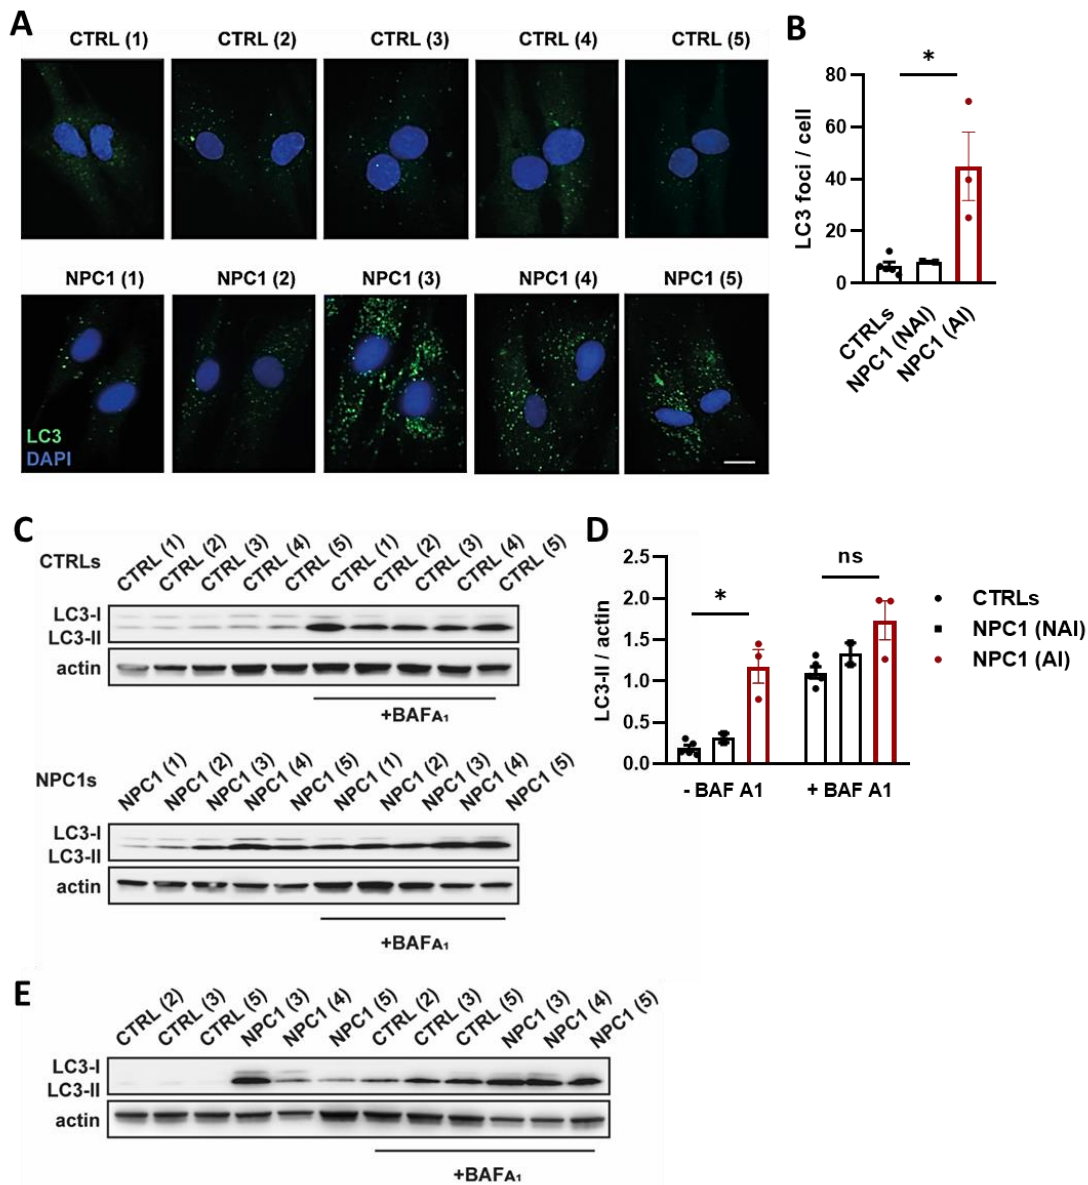 A
CTRL (1) CTRL (2) CTRL (3) CTRL (4) CTRL (5)
NPC1 (1) NPC1 (2) NPC1 (3) NPC1 (4) NPC1 (5)
LC3
DAPI
B
*
80
60
40
20
0
LC3 foci / cell
CTRLs
NPC1 (NAI)
NPC1 (AI)
C
CTRLs
CTRL (1) CTRL (2) CTRL (3) CTRL (4) CTRL (5) CTRL (1) CTRL (2) CTRL (3) CTRL (4) CTRL (5)
LC3-I
LC3-II
actin
+BAFA1
NPC1s
NPC1 (1) NPC1 (2) NPC1 (3) NPC1 (4) NPC1 (5) NPC1 (1) NPC1 (2) NPC1 (3) NPC1 (4) NPC1 (5)
LC3-I
LC3-II
actin
+BAFA1
D
2.5
2.0
1.5
1.0
0.5
0.0
LC3-II / actin
* ns
- BAF A1 + BAF A1
CTRLs
NPC1 (NAI)
NPC1 (AI)
E
CTRL (2) CTRL (3) CTRL (5) NPC1 (3) NPC1 (4) NPC1 (5) CTRL (2) CTRL (3) CTRL (5) NPC1 (3) NPC1 (4) NPC1 (5)
LC3-I
LC3-II
actin
+BAFA1